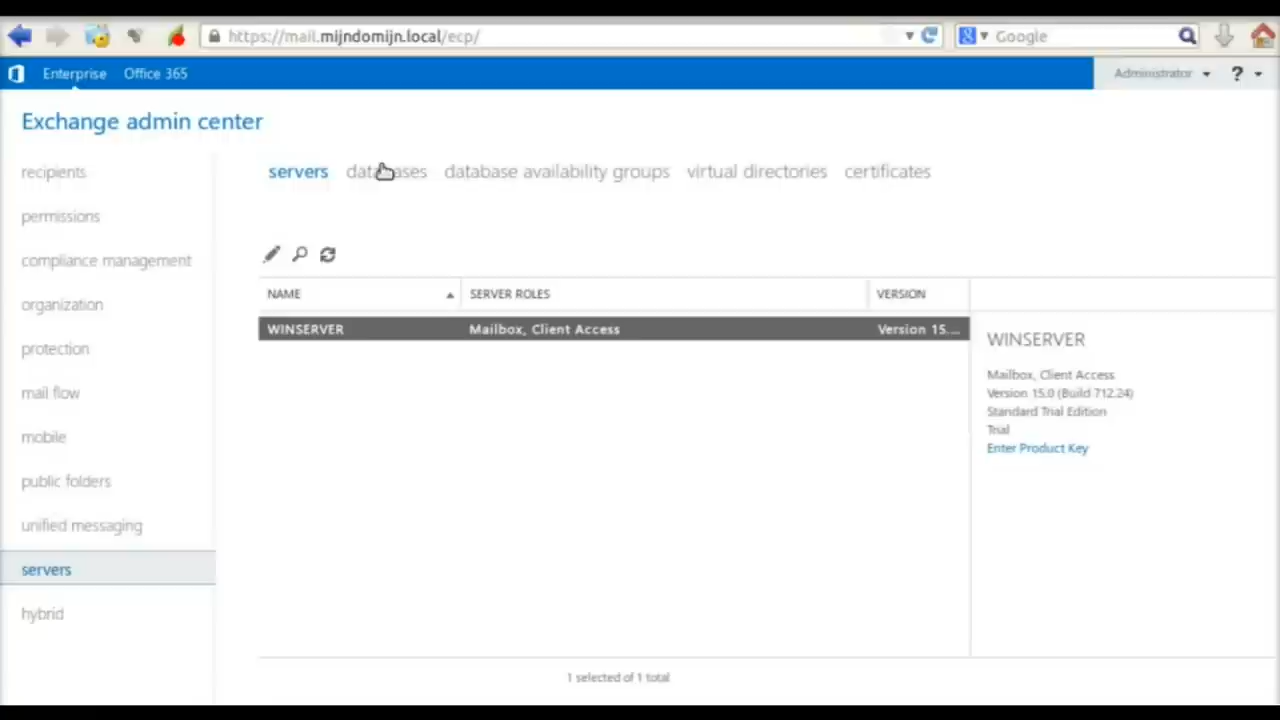 https://mail.mijndomijn.local/ecp/
Google
Enterprise Office 365
Administrator ?
Exchange admin center
recipients
permissions
compliance management
organization
protection
mail flow
mobile
public folders
unified messaging
servers
hybrid
servers databases database availability groups virtual directories certificates
NAME SERVER ROLES VERSION
WINSERVER Mailbox, Client Access Version 15....
WINSERVER
Mailbox, Client Access
Version 15.0 (Build 712.24)
Standard Trial Edition
Trial
Enter Product Key
1 selected of 1 total